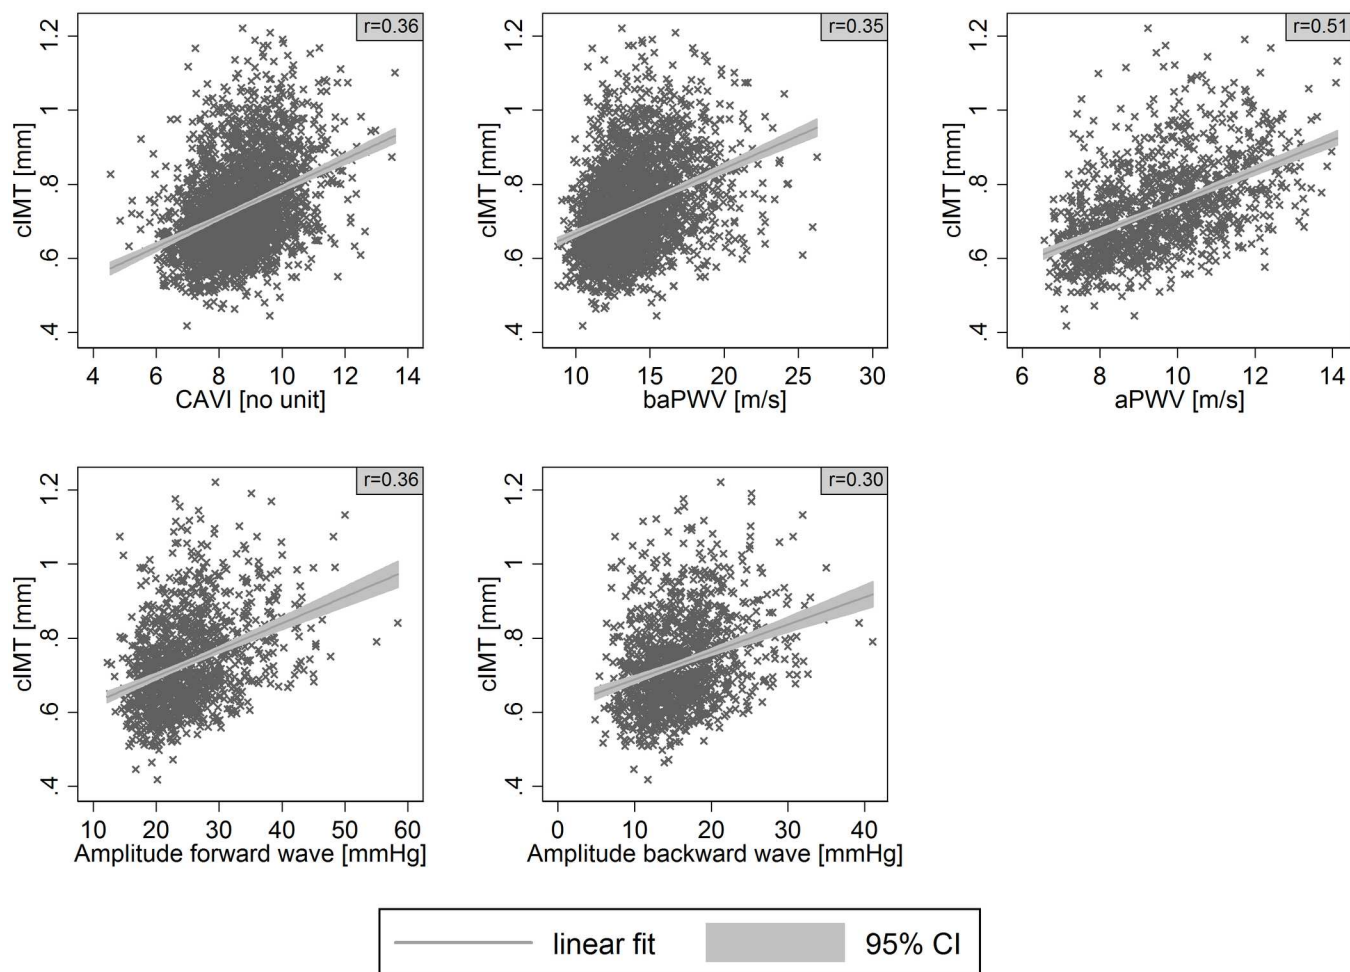 r=0.36
cIMT [mm]
1.2
1
.8
.6
.4
4 6 8 10 12 14
CAVI [no unit]
r=0.35
cIMT [mm]
1.2
1
.8
.6
.4
10 15 20 25 30
baPWV [m/s]
r=0.51
cIMT [mm]
1.2
1
.8
.6
.4
6 8 10 12 14
aPWV [m/s]
r=0.36
cIMT [mm]
1.2
1
.8
.6
.4
10 20 30 40 50 60
Amplitude forward wave [mmHg]
r=0.30
cIMT [mm]
1.2
1
.8
.6
.4
0 10 20 30 40
Amplitude backward wave [mmHg]
linear fit 95% CI